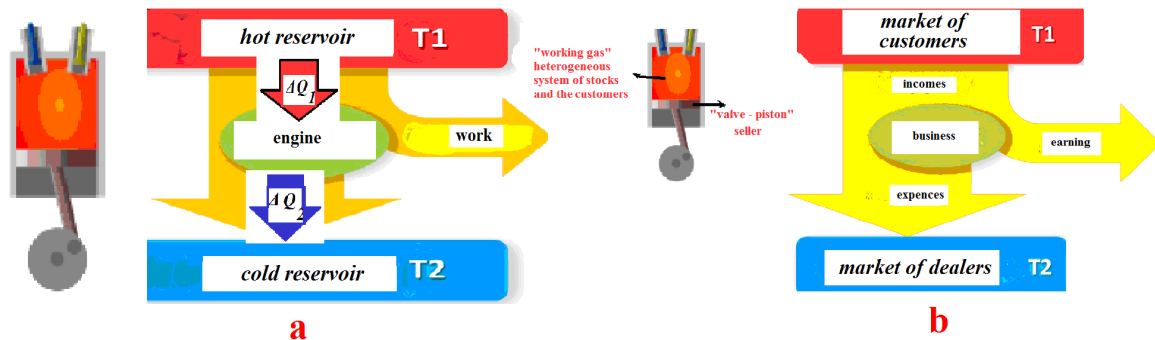 hot reservoir
T1
ΔQ1
engine
work
ΔQ2
cold reservoir
T2
a
"working gas"
heterogeneous
system of stocks
and the customers
"valve - piston"
seller
market of
customers
T1
incomes
business
earning
expences
market of dealers
T2
b